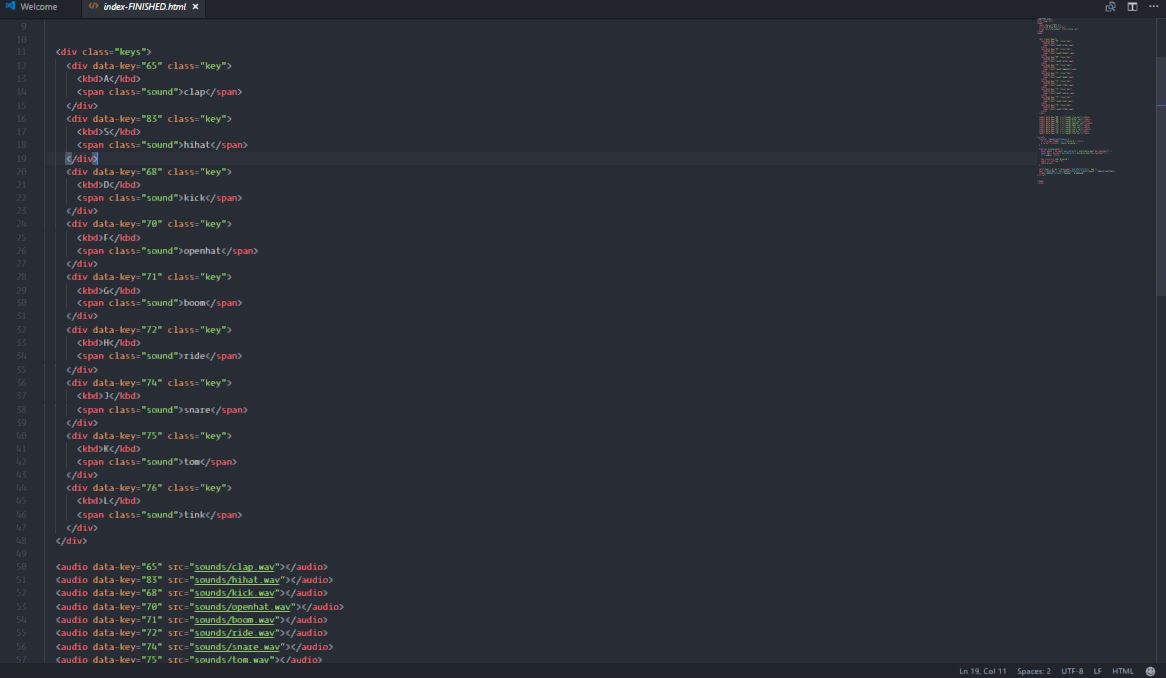 Welcome
index-FINISHED.html
9
10
11 <div class="keys">
12 <div data-key="65" class="key">
13 <kbd>A</kbd>
14 <span class="sound">clap</span>
15 </div>
16 <div data-key="83" class="key">
17 <kbd>S</kbd>
18 <span class="sound">hihat</span>
19 </div>
20 <div data-key="68" class="key">
21 <kbd>D</kbd>
22 <span class="sound">kick</span>
23 </div>
24 <div data-key="70" class="key">
25 <kbd>F</kbd>
26 <span class="sound">openhat</span>
27 </div>
28 <div data-key="71" class="key">
29 <kbd>G</kbd>
30 <span class="sound">boom</span>
31 </div>
32 <div data-key="72" class="key">
33 <kbd>H</kbd>
34 <span class="sound">ride</span>
35 </div>
36 <div data-key="74" class="key">
37 <kbd>J</kbd>
38 <span class="sound">snare</span>
39 </div>
40 <div data-key="75" class="key">
41 <kbd>K</kbd>
42 <span class="sound">tom</span>
43 </div>
44 <div data-key="76" class="key">
45 <kbd>L</kbd>
46 <span class="sound">tink</span>
47 </div>
48 </div>
49
50 <audio data-key="65" src="sounds/clap.wav"></audio>
51 <audio data-key="83" src="sounds/hihat.wav"></audio>
52 <audio data-key="68" src="sounds/kick.wav"></audio>
53 <audio data-key="70" src="sounds/openhat.wav"></audio>
54 <audio data-key="71" src="sounds/boom.wav"></audio>
55 <audio data-key="72" src="sounds/ride.wav"></audio>
56 <audio data-key="74" src="sounds/snare.wav"></audio>
57 <audio data-key="75" src="sounds/tom.wav"></audio>
Ln 19, Col 11 Spaces: 2 UTF-8 LF HTML